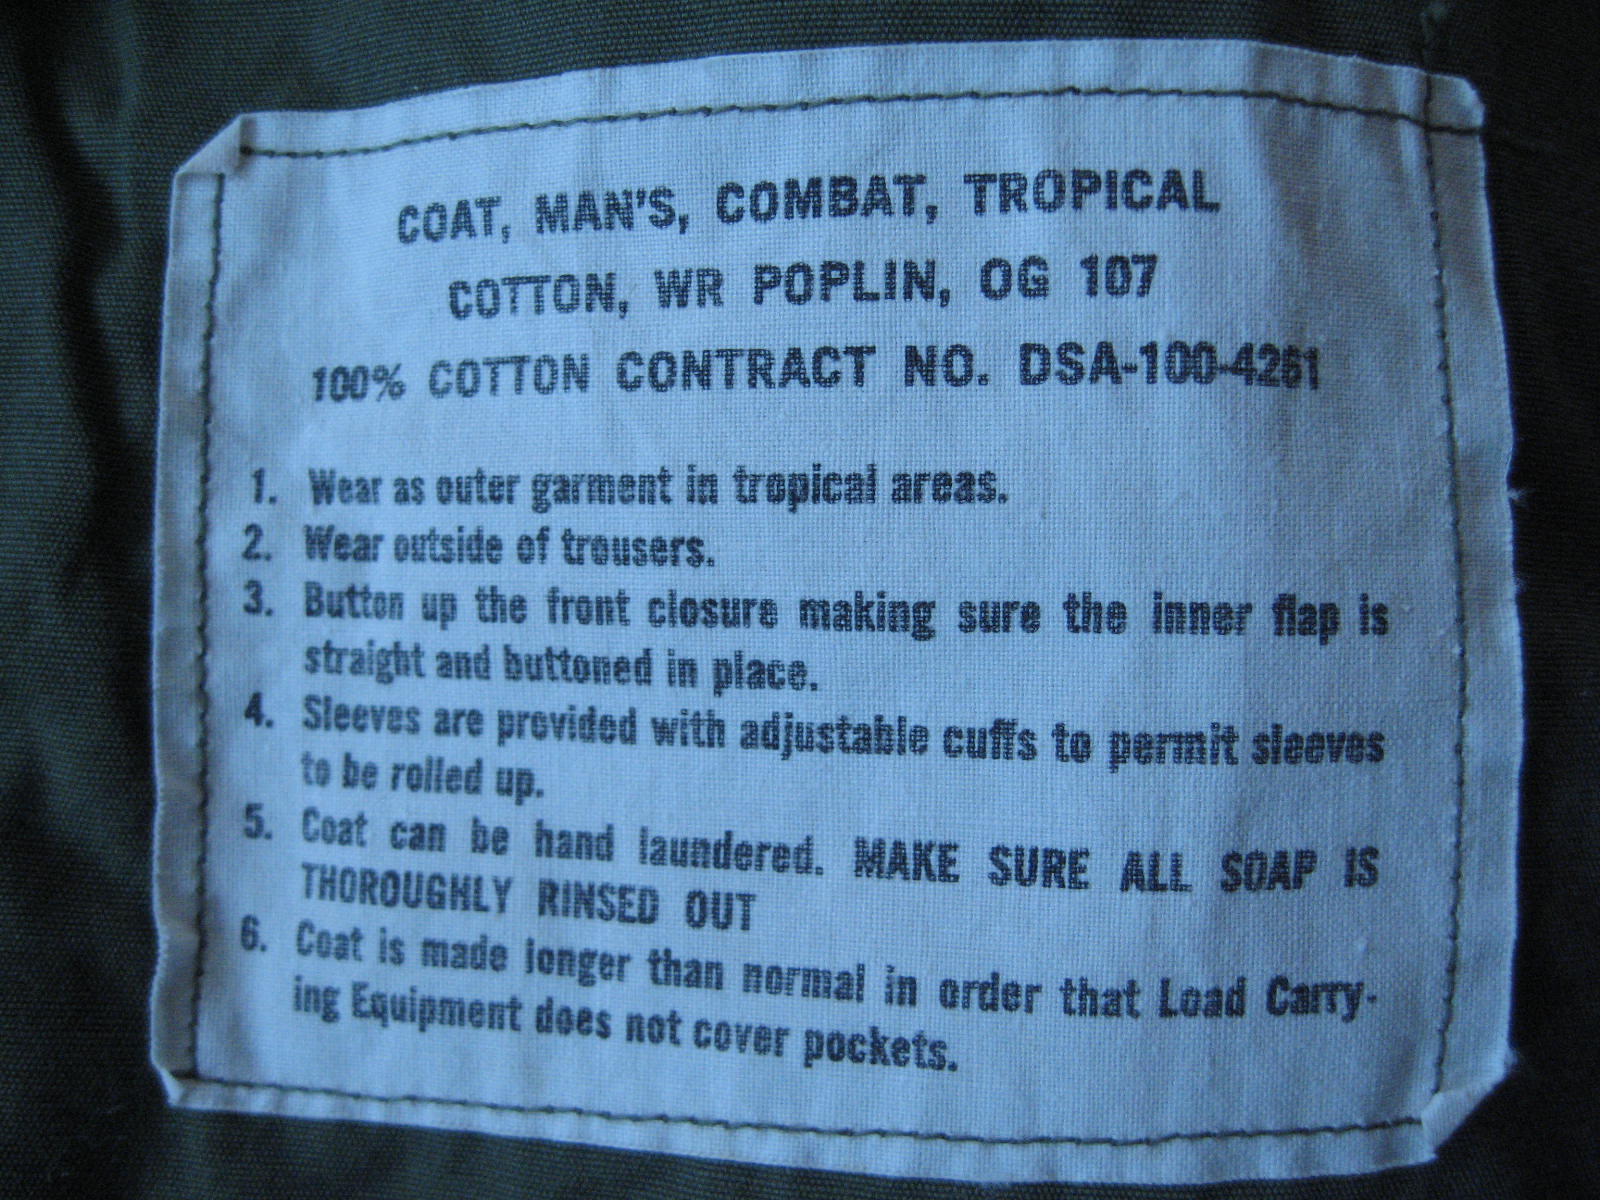 COAT, MAN'S, COMBAT, TROPICAL
COTTON, WR POPLIN, OG 107
100% COTTON CONTRACT NO. DSA-100-4261
1. Wear as outer garment in tropical areas.
2. Wear outside of trousers.
3. Button up the front closure making sure the inner flap is
straight and buttoned in place.
4. Sleeves are provided with adjustable cuffs to permit sleeves
to be rolled up.
5. Coat can be hand laundered. MAKE SURE ALL SOAP IS
THOROUGHLY RINSED OUT
6. Coat is made longer than normal in order that Load Carry-
ing Equipment does not cover pockets.